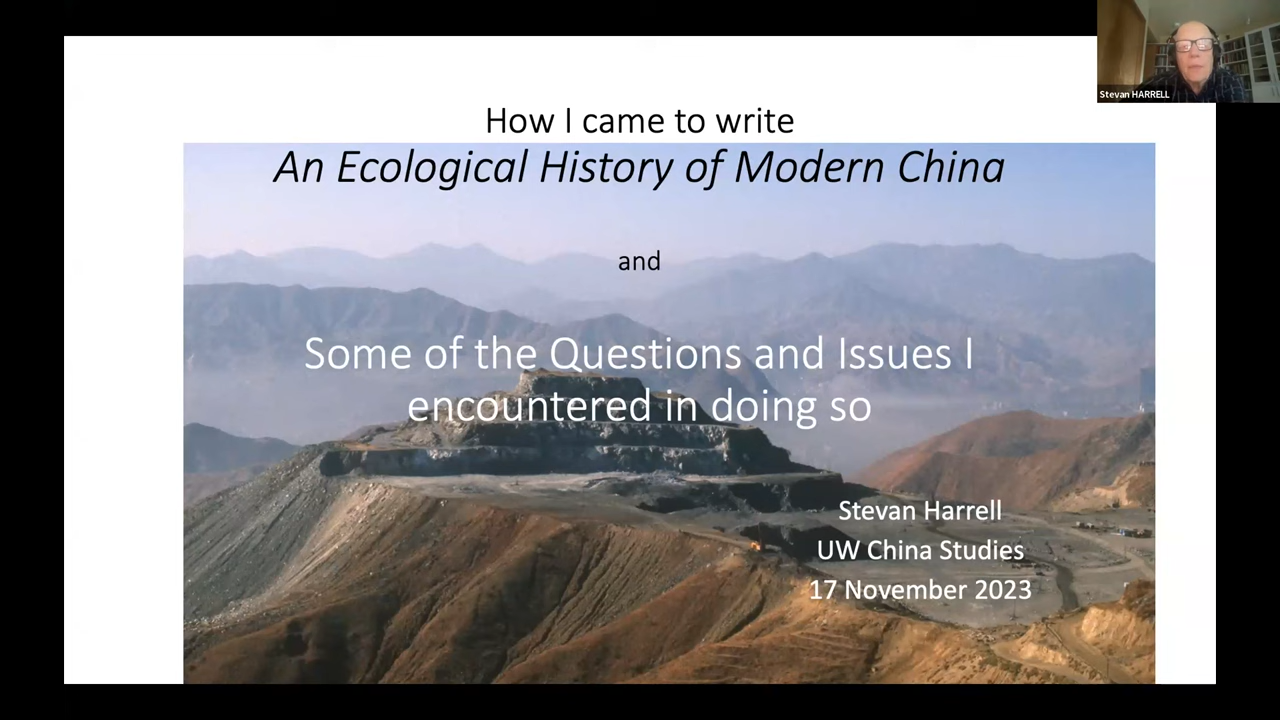 Stevan HARRELL
How I came to write
An Ecological History of Modern China
and
Some of the Questions and Issues I
encountered in doing so
Stevan Harrell
UW China Studies
17 November 2023